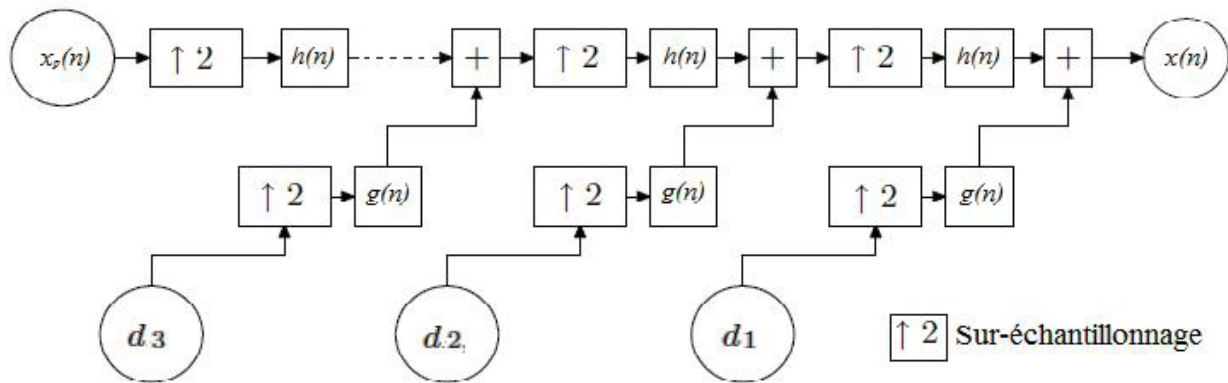 xₚ(n) ↑ 2 h(n) + ↑ 2 h(n) + ↑ 2 h(n) + x(n)
↑ 2 g(n) ↑ 2 g(n) ↑ 2 g(n)
d3 d2, d1
↑ 2 Sur-échantillonnage